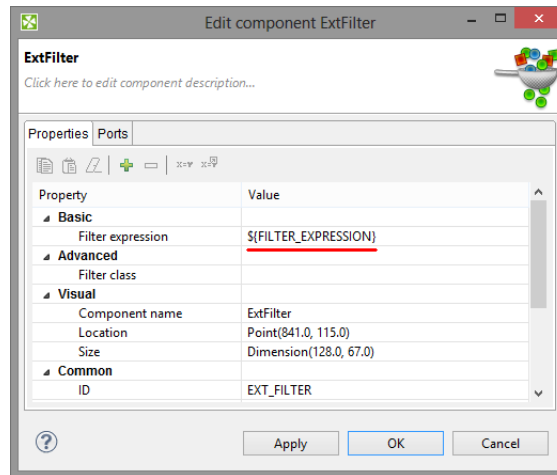 Edit component ExtFilter
ExtFilter
Click here to edit component description...
Properties Ports
Property Value
Basic
Filter expression ${FILTER_EXPRESSION}
Advanced
Filter class
Visual
Component name ExtFilter
Location Point(841.0, 115.0)
Size Dimension(128.0, 67.0)
Common
ID EXT_FILTER
Apply OK Cancel